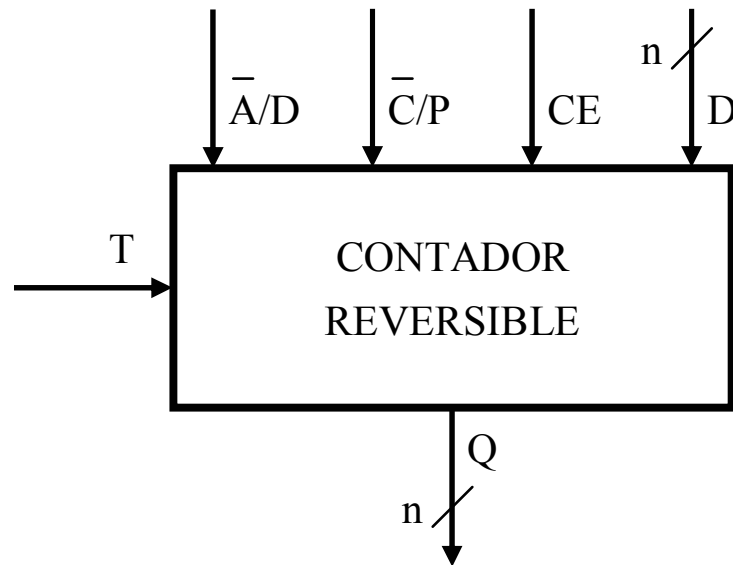 n
A̅/D
C̅/P
CE
D
T
CONTADOR
REVERSIBLE
Q
n